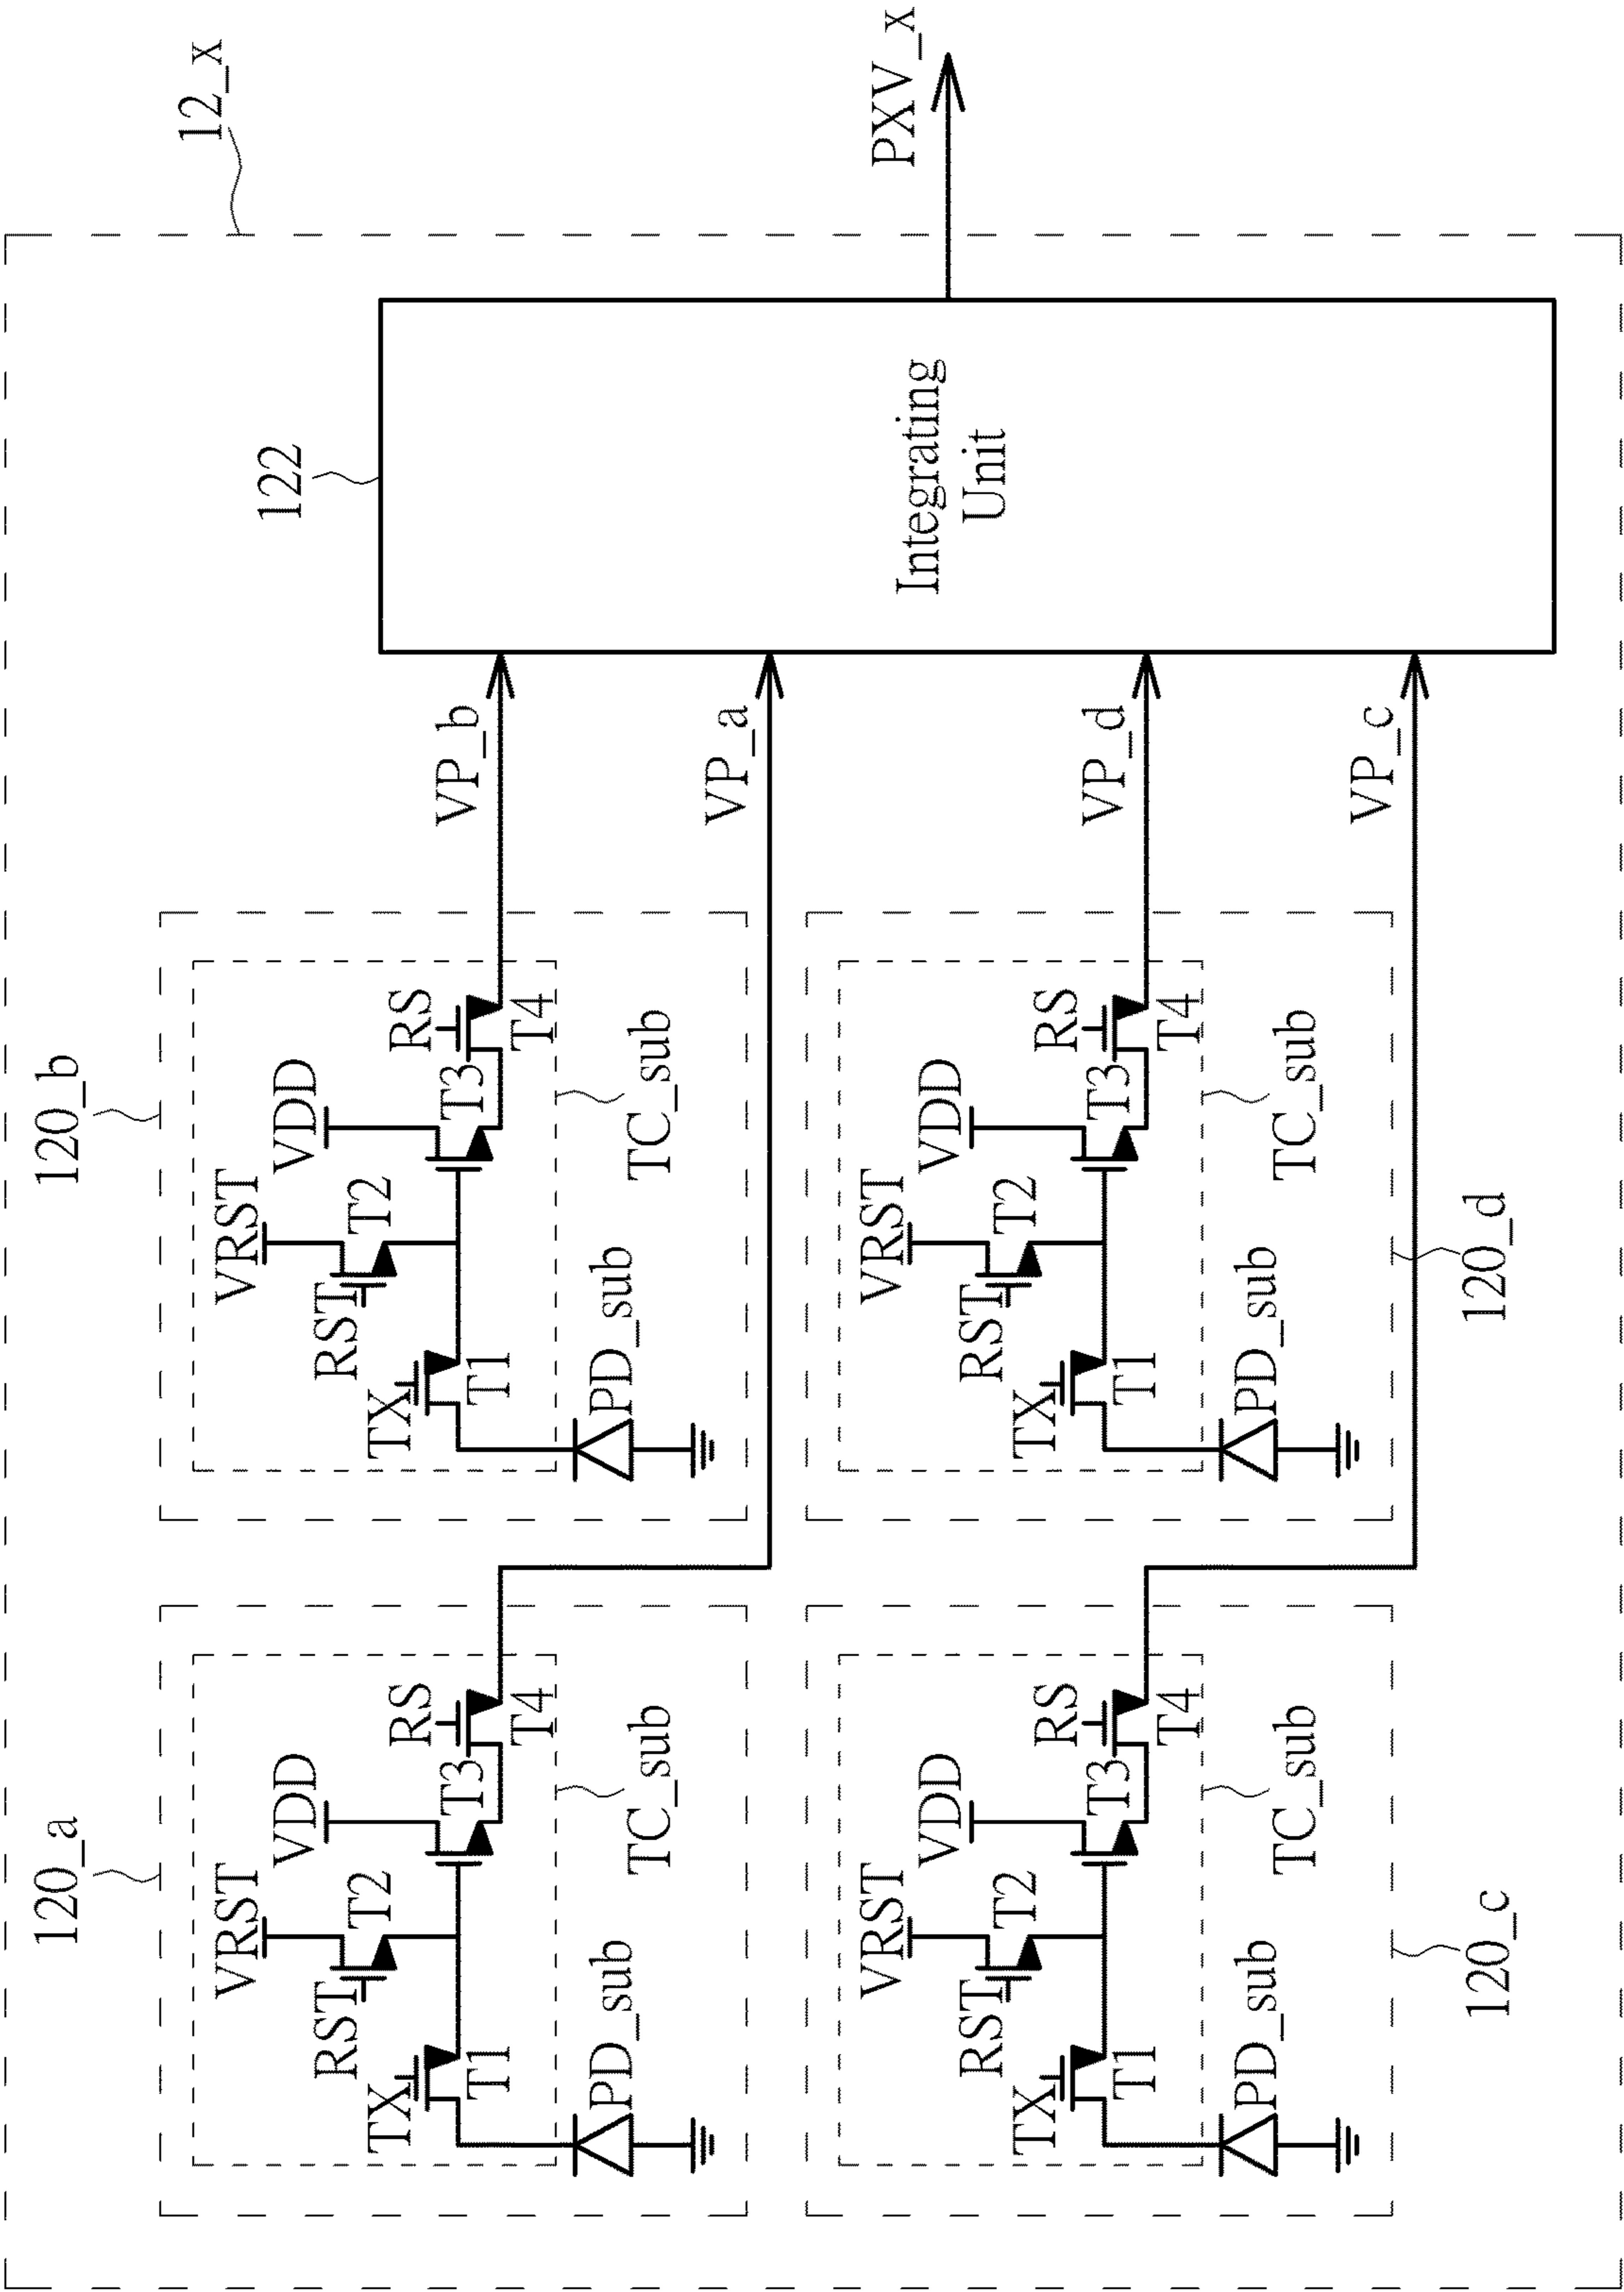 12_x
120_a
VRST
VDD
RST
T2
TX
T1
T3
RS
T4
TC_sub
PD_sub
120_b
VRST
VDD
RST
T2
TX
T1
T3
RS
T4
TC_sub
PD_sub
VP_b
VP_a
122
Integrating
Unit
PXV_x
VRST
VDD
RST
T2
TX
T1
T3
RS
T4
TC_sub
PD_sub
120_c
VRST
VDD
RST
T2
TX
T1
T3
RS
T4
TC_sub
PD_sub
120_d
VP_d
VP_c